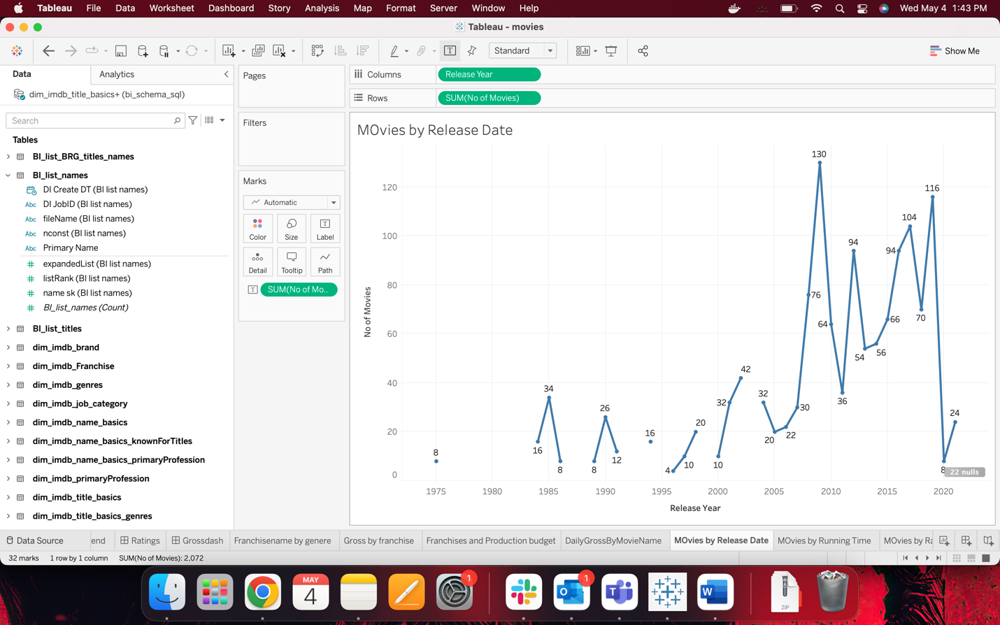 Tableau File Data Worksheet Dashboard Story Analysis Map Format Server Window Help Wed May 4 1:43 PM
Tableau - movies
T Standard Show Me
Data Analytics
dim_imdb_title_basics+ (bi_schema_sql)
Search
Tables
BI_list_BRG_titles_names
BI_list_names
DI Create DT (BI list names)
Abc DI JobID (BI list names)
Abc fileName (BI list names)
Abc nconst (BI list names)
Abc Primary Name
# expandedList (BI list names)
# listRank (BI list names)
# name sk (BI list names)
# BI_list_names (Count)
BI_list_titles
dim_imdb_brand
dim_imdb_Franchise
dim_imdb_genres
dim_imdb_job_category
dim_imdb_name_basics
dim_imdb_name_basics_knownForTitles
dim_imdb_name_basics_primaryProfession
dim_imdb_primaryProfession
dim_imdb_title_basics
dim_imdb_title_basics_genres
Pages
Filters
Marks
Automatic
Color Size T Label
Detail Tooltip Path
T SUM(No of Mo..
Columns Release Year
Rows SUM(No of Movies)
MOvies by Release Date
No of Movies
120
100
80
60
40
20
0
130
116
104
94
94
76
70
66
64
56
54
42
36
34
32
32
30
26
24
22
20
20
16
16
12
10
10
8
8
8
8
4
22 nulls
1975 1980 1985 1990 1995 2000 2005 2010 2015 2020
Release Year
Data Source end Ratings Grossdash Franchisename by genere Gross by franchise Franchises and Production budget DailyGrossByMovieName MOvies by Release Date MOvies by Running Time MOvies by Ra
32 marks 1 row by 1 column SUM(No of Movies): 2,072
MAY
4
1
O
1
T
W
ZIP